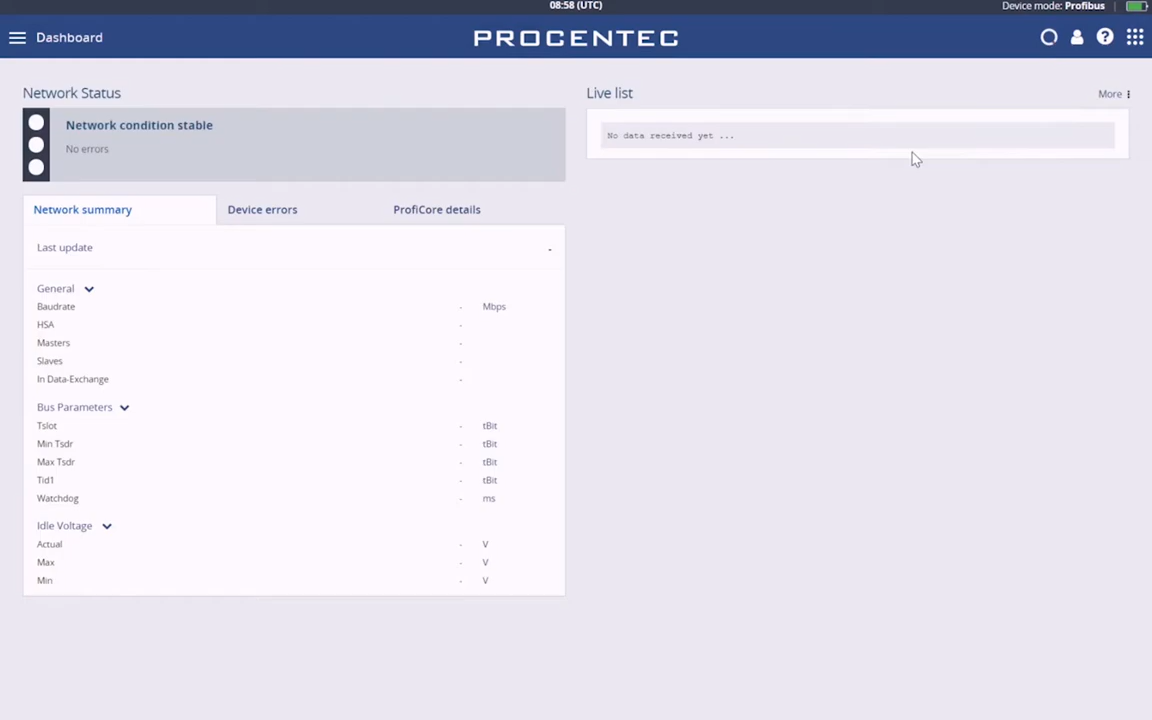 08:58 (UTC)
Device mode: Profibus
Dashboard
PROCENTEC
?
Network Status
Network condition stable
No errors
Network summary
Device errors
ProfiCore details
Last update -
General
Baudrate - Mbps
HSA -
Masters -
Slaves -
In Data-Exchange -
Bus Parameters
Tslot - tBit
Min Tsdr - tBit
Max Tsdr - tBit
Tid1 - tBit
Watchdog - ms
Idle Voltage
Actual - V
Max - V
Min - V
Live list
More
No data received yet ...